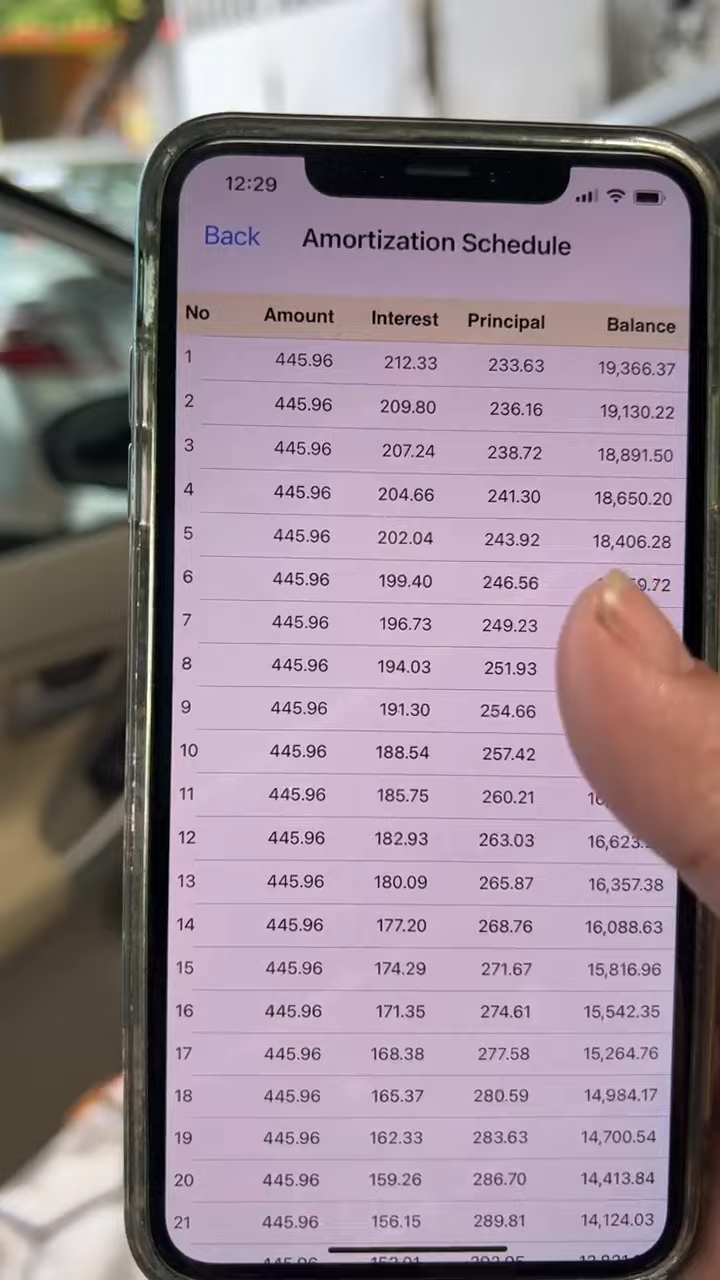 12:29
Back Amortization Schedule
No Amount Interest Principal Balance
1 445.96 212.33 233.63 19,366.37
2 445.96 209.80 236.16 19,130.22
3 445.96 207.24 238.72 18,891.50
4 445.96 204.66 241.30 18,650.20
5 445.96 202.04 243.92 18,406.28
6 445.96 199.40 246.56
7 445.96 196.73 249.23
8 445.96 194.03 251.93
9 445.96 191.30 254.66
10 445.96 188.54 257.42
11 445.96 185.75 260.21
12 445.96 182.93 263.03
13 445.96 180.09 265.87 16,357.38
14 445.96 177.20 268.76 16,088.63
15 445.96 174.29 271.67 15,816.96
16 445.96 171.35 274.61 15,542.35
17 445.96 168.38 277.58 15,264.76
18 445.96 165.37 280.59 14,984.17
19 445.96 162.33 283.63 14,700.54
20 445.96 159.26 286.70 14,413.84
21 445.96 156.15 289.81 14,124.03